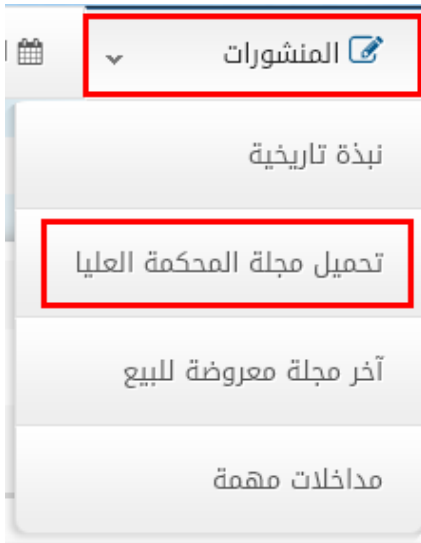 المنشورات
نبذة تاريخية
تحميل مجلة المحكمة العليا
آخر مجلة معروضة للبيع
مداخلات مهمة